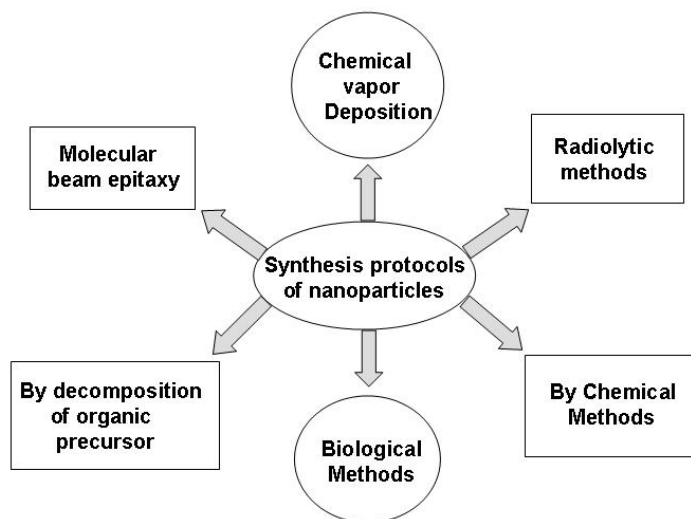 Chemical
vapor
Deposition
Molecular
beam epitaxy
Radiolytic
methods
Synthesis protocols
of nanoparticles
By decomposition
of organic
precursor
Biological
Methods
By Chemical
Methods